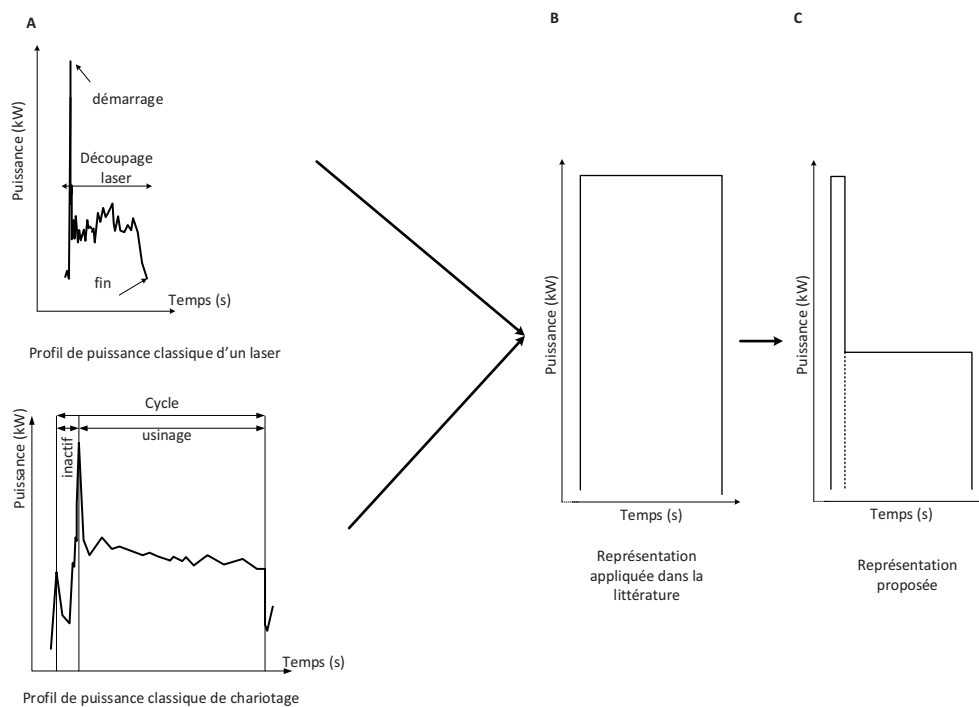 A
Puissance (kW)
démarrage
Découpage
laser
fin
Temps (s)
Profil de puissance classique d'un laser
Puissance (kW)
Cycle
inactif
usinage
Temps (s)
Profil de puissance classique de chariotage
B
Puissance (kW)
Temps (s)
Représentation
appliquée dans la
littérature
C
Puissance (kW)
Temps (s)
Représentation
proposée